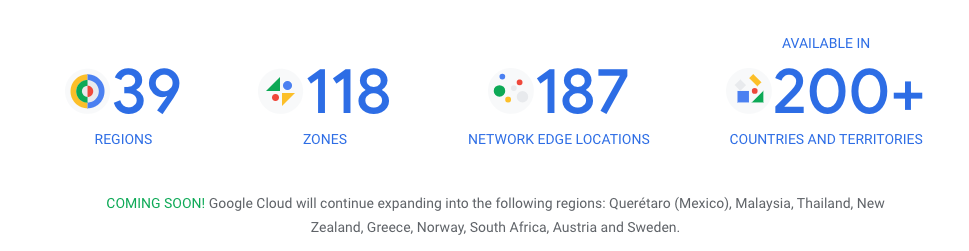 AVAILABLE IN
39
118
187
200+
REGIONS
ZONES
NETWORK EDGE LOCATIONS
COUNTRIES AND TERRITORIES
COMING SOON! Google Cloud will continue expanding into the following regions: Querétaro (Mexico), Malaysia, Thailand, New
Zealand, Greece, Norway, South Africa, Austria and Sweden.